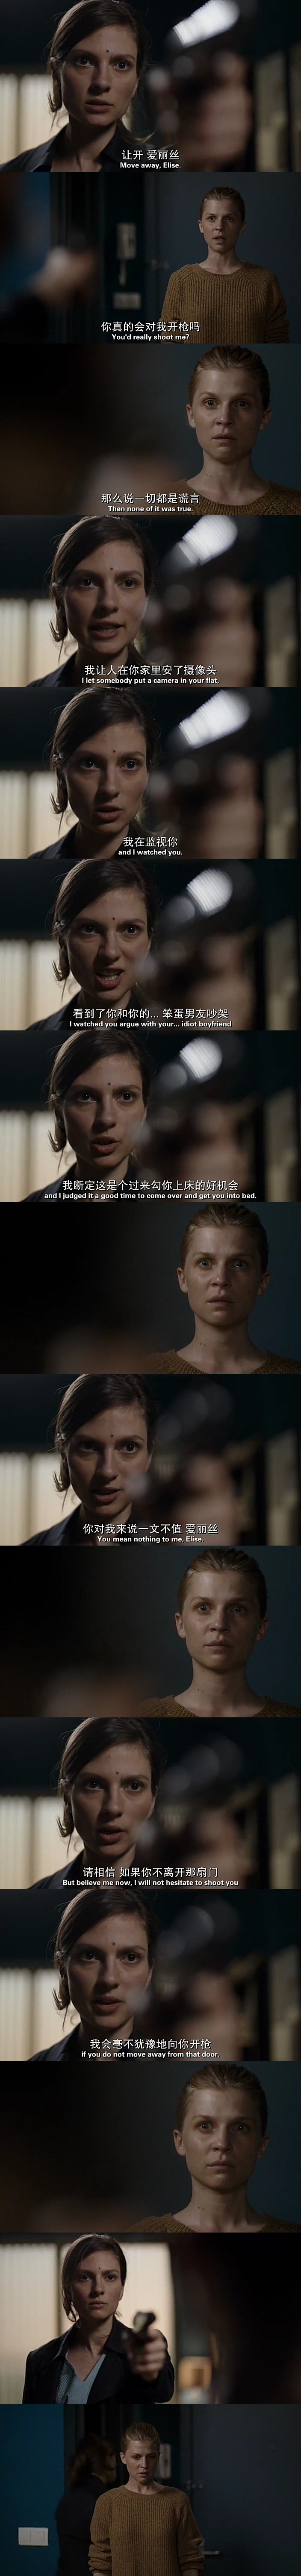 让开 爱丽丝
Move away, Elise.
你真的会对我开枪吗
You'd really shoot me?
那么说一切都是谎言
Then none of it was true.
我让人在你家里安了摄像头
I let somebody put a camera in your flat,
我在监视你
and I watched you.
看到了你和你的... 笨蛋男友吵架
I watched you argue with your... idiot boyfriend
我断定这是个过来勾你上床的好机会
and I judged it a good time to come over and get you into bed.
你对我来说一文不值 爱丽丝
You mean nothing to me, Elise.
请相信 如果你不离开那扇门
But believe me now, I will not hesitate to shoot you
我会毫不犹豫地向你开枪
if you do not move away from that door.